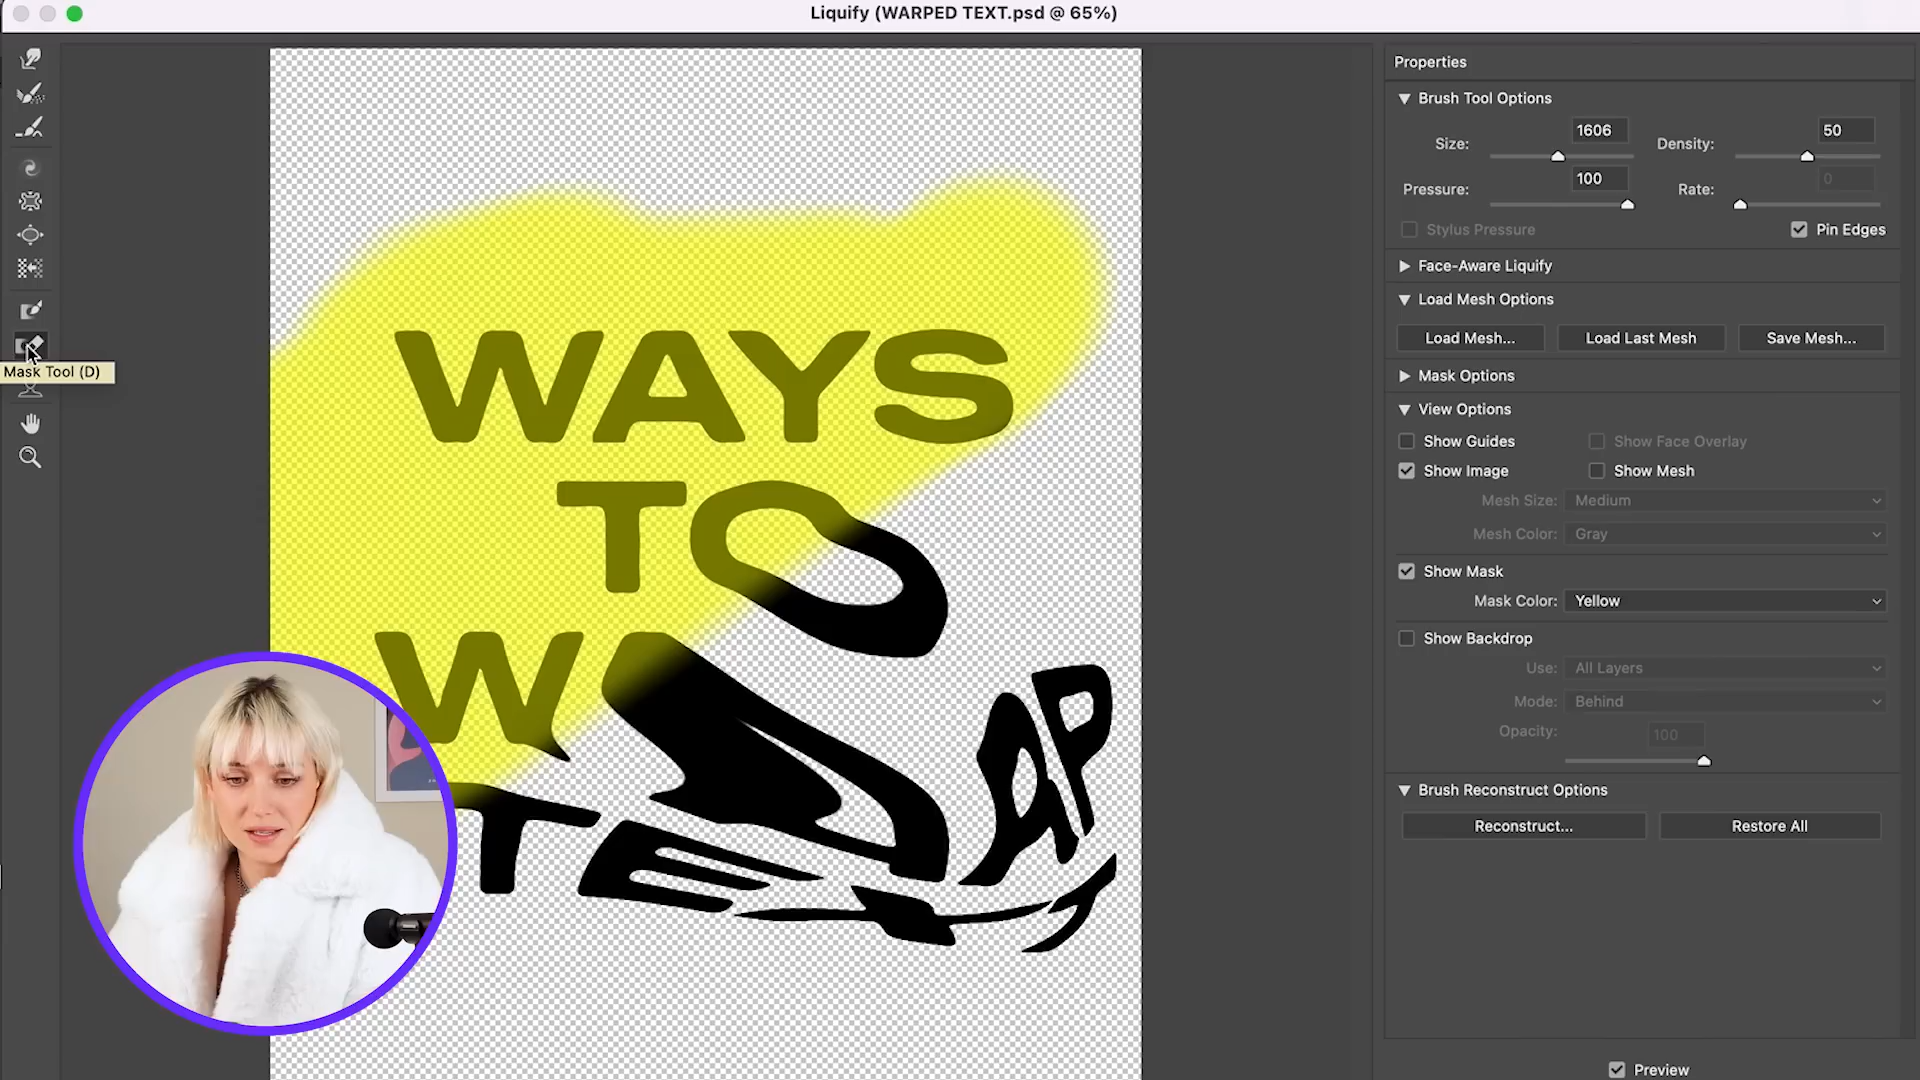 Liquify (WARPED TEXT.psd @ 65%)
Properties
Brush Tool Options
Size: 1606 Density: 50
Pressure: 100 Rate: 0
Stylus Pressure Pin Edges
Face-Aware Liquify
Load Mesh Options
Load Mesh... Load Last Mesh Save Mesh...
Mask Options
View Options
Show Guides Show Face Overlay
Show Image Show Mesh
Mesh Size: Medium
Mesh Color: Gray
Show Mask
Mask Color: Yellow
Show Backdrop
Use: All Layers
Mode: Behind
Opacity: 100
Brush Reconstruct Options
Reconstruct... Restore All
Preview
Mask Tool (D)
WAYS
TO